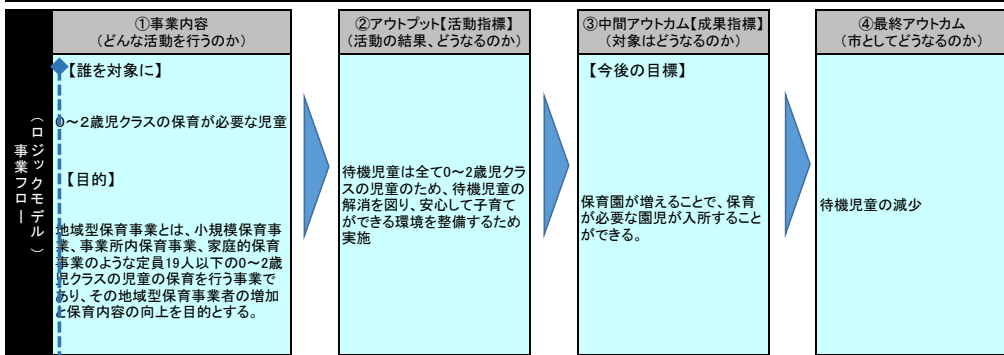 事業フロー
（ロジックモデル）
①事業内容
（どんな活動を行うのか）
【誰を対象に】
0～2歳児クラスの保育が必要な児童
【目的】
地域型保育事業とは、小規模保育事
業、事業所内保育事業、家庭的保育
事業のような定員19人以下の0～2歳
児クラスの児童の保育を行う事業で
あり、その地域型保育事業者の増加
と保育内容の向上を目的とする。
②アウトプット【活動指標】
（活動の結果、どうなるのか）
待機児童は全て0～2歳児クラ
スの児童のため、待機児童の
解消を図り、安心して子育て
ができる環境を整備するため
実施
③中間アウトカム【成果指標】
（対象はどうなるのか）
【今後の目標】
保育園が増えることで、保育
が必要な園児が入所すること
ができる。
④最終アウトカム
（市としてどうなるのか）
待機児童の減少